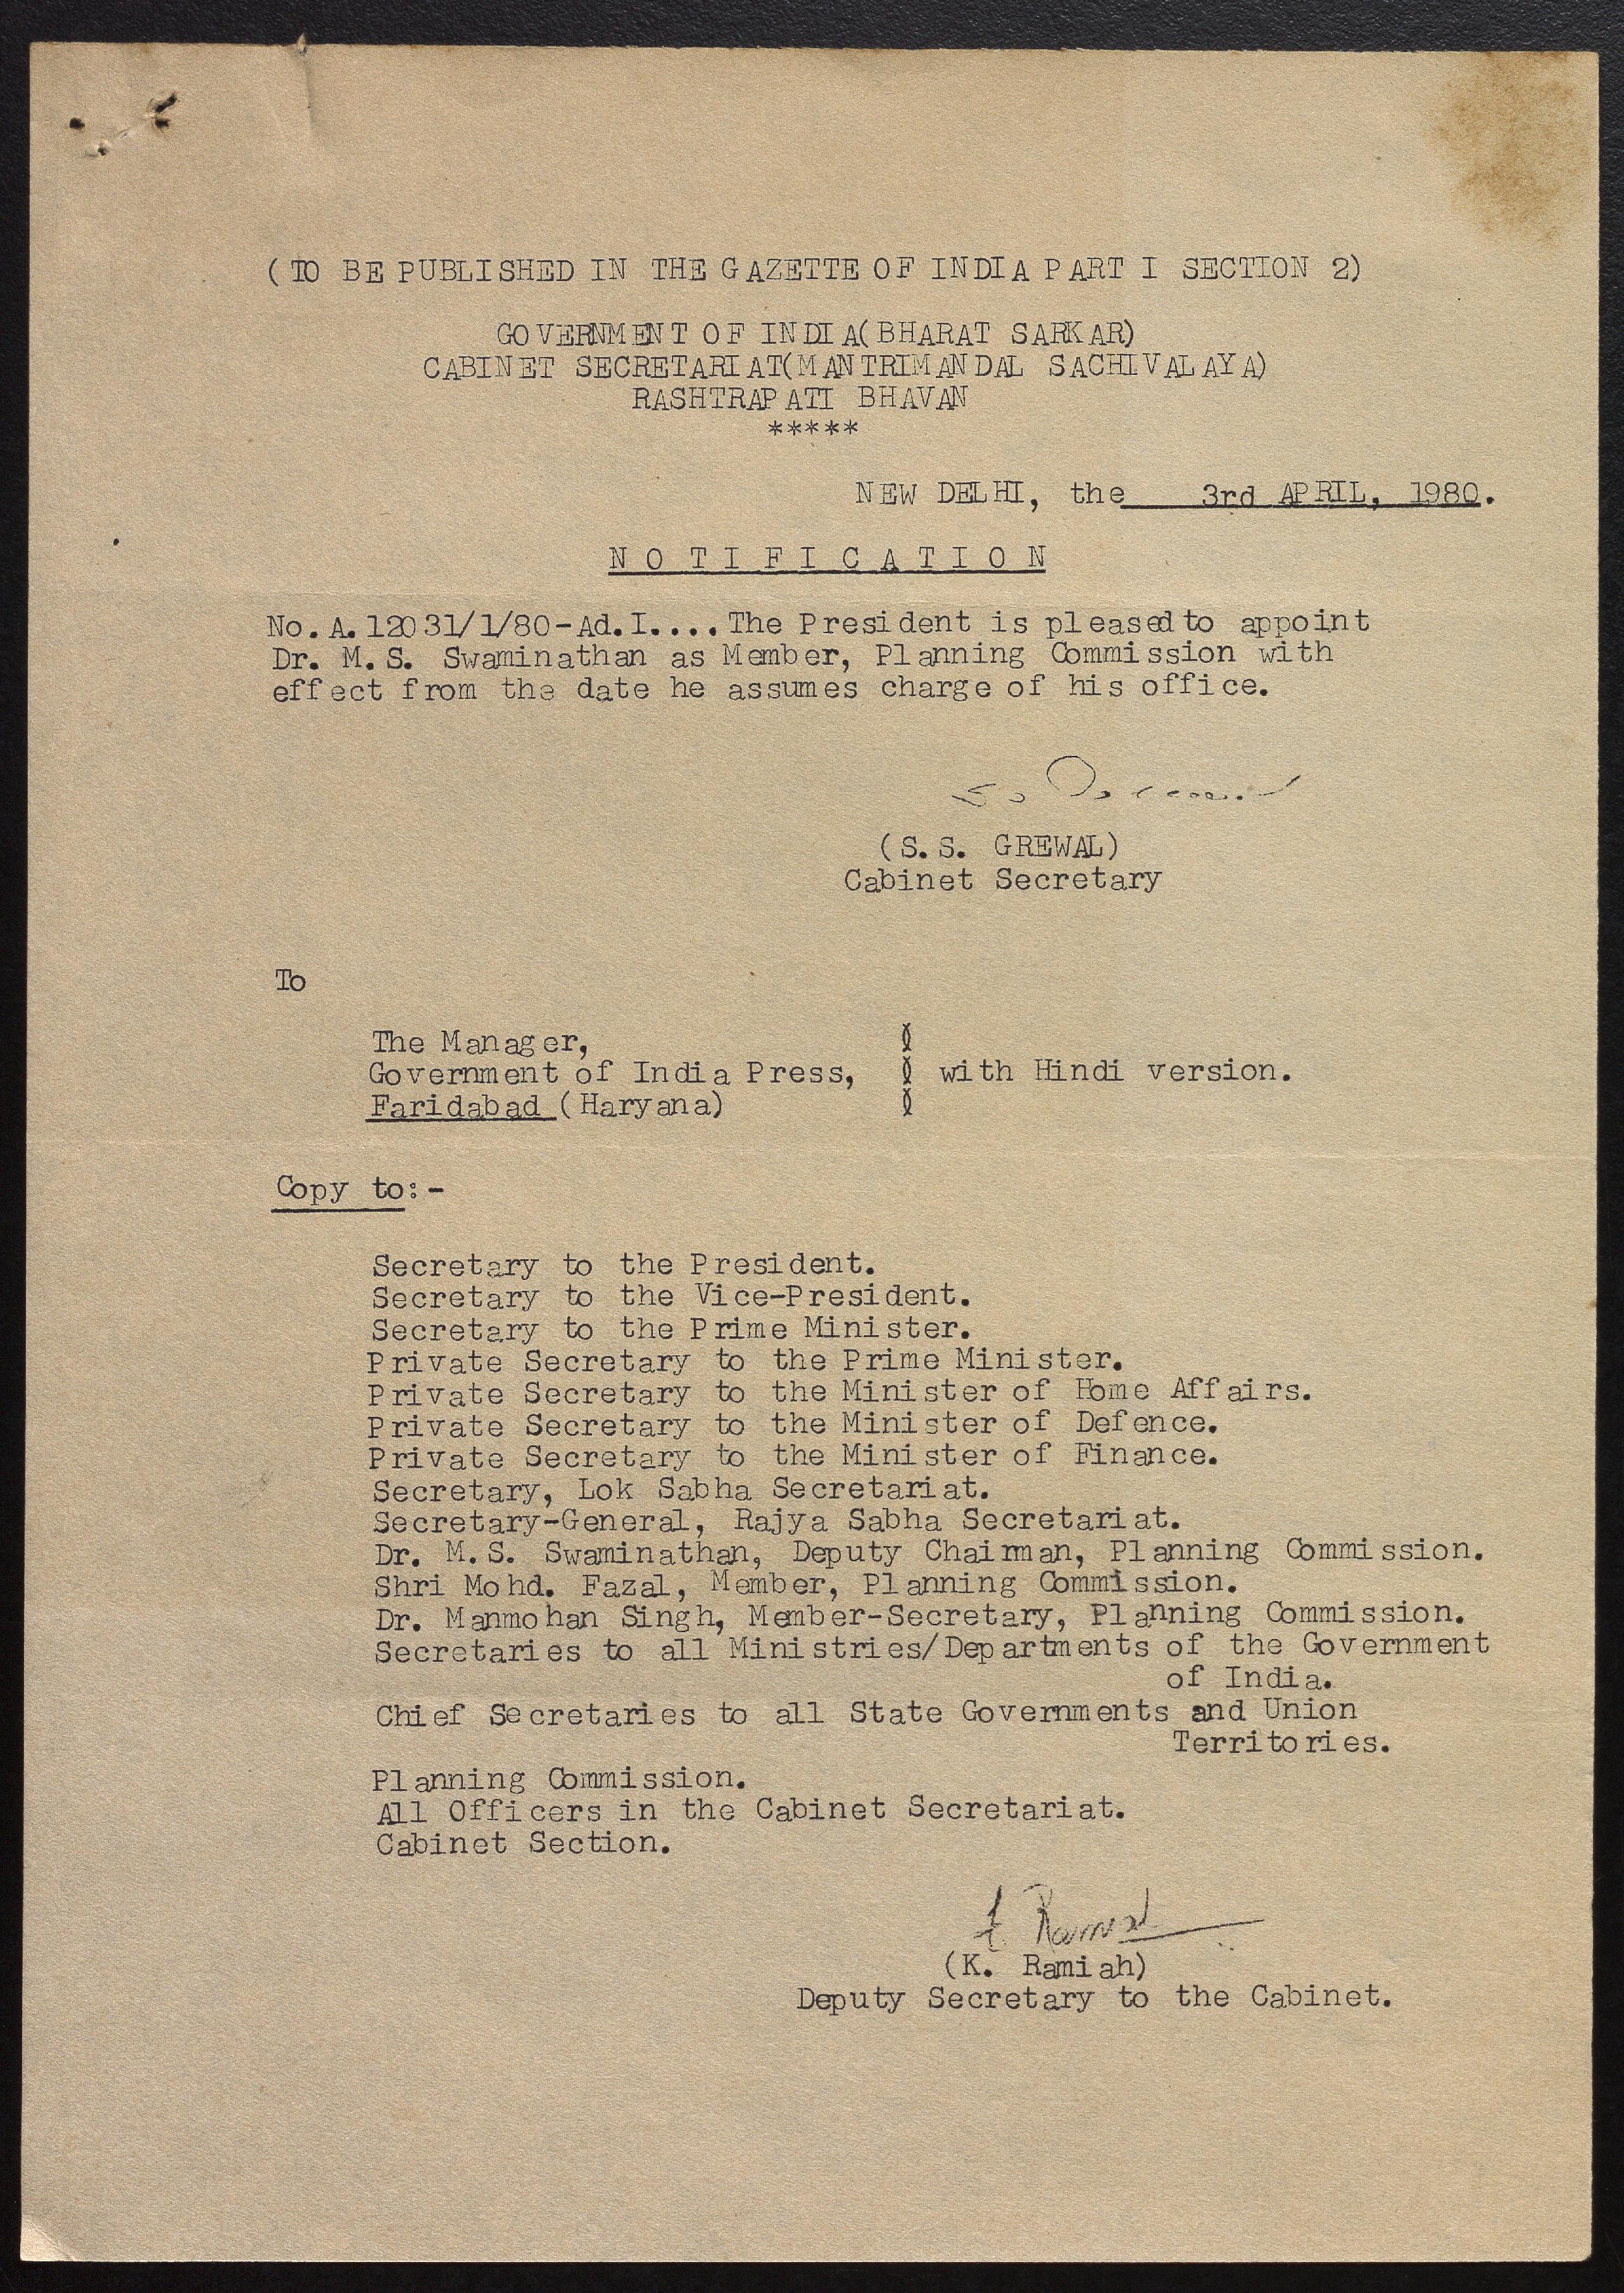 (TO BE PUBLISHED IN THE GAZETTE OF INDIA PART I SECTION 2)
GOVERNMENT OF INDIA(BHARAT SARKAR)
CABINET SECRETARIAT(MANTRIMANDAL SACHIVALAYA)
RASHTRAPATI BHAVAN
*****
NEW DELHI, the 3rd APRIL, 1980.
NOTIFICATION
No.A.12031/1/80-Ad.I....The President is pleased to appoint
Dr. M.S. Swaminathan as Member, Planning Commission with
effect from the date he assumes charge of his office.
(S.S. GREWAL)
Cabinet Secretary
To
The Manager,
Government of India Press, with Hindi version.
Faridabad (Haryana)
Copy to:-
Secretary to the President.
Secretary to the Vice-President.
Secretary to the Prime Minister.
Private Secretary to the Prime Minister.
Private Secretary to the Minister of Home Affairs.
Private Secretary to the Minister of Defence.
Private Secretary to the Minister of Finance.
Secretary, Lok Sabha Secretariat.
Secretary-General, Rajya Sabha Secretariat.
Dr. M.S. Swaminathan, Deputy Chairman, Planning Commission.
Shri Mohd. Fazal, Member, Planning Commission.
Dr. Manmohan Singh, Member-Secretary, Planning Commission.
Secretaries to all Ministries/Departments of the Government
of India.
Chief Secretaries to all State Governments and Union
Territories.
Planning Commission.
All Officers in the Cabinet Secretariat.
Cabinet Section.
(K. Ramiah)
Deputy Secretary to the Cabinet.